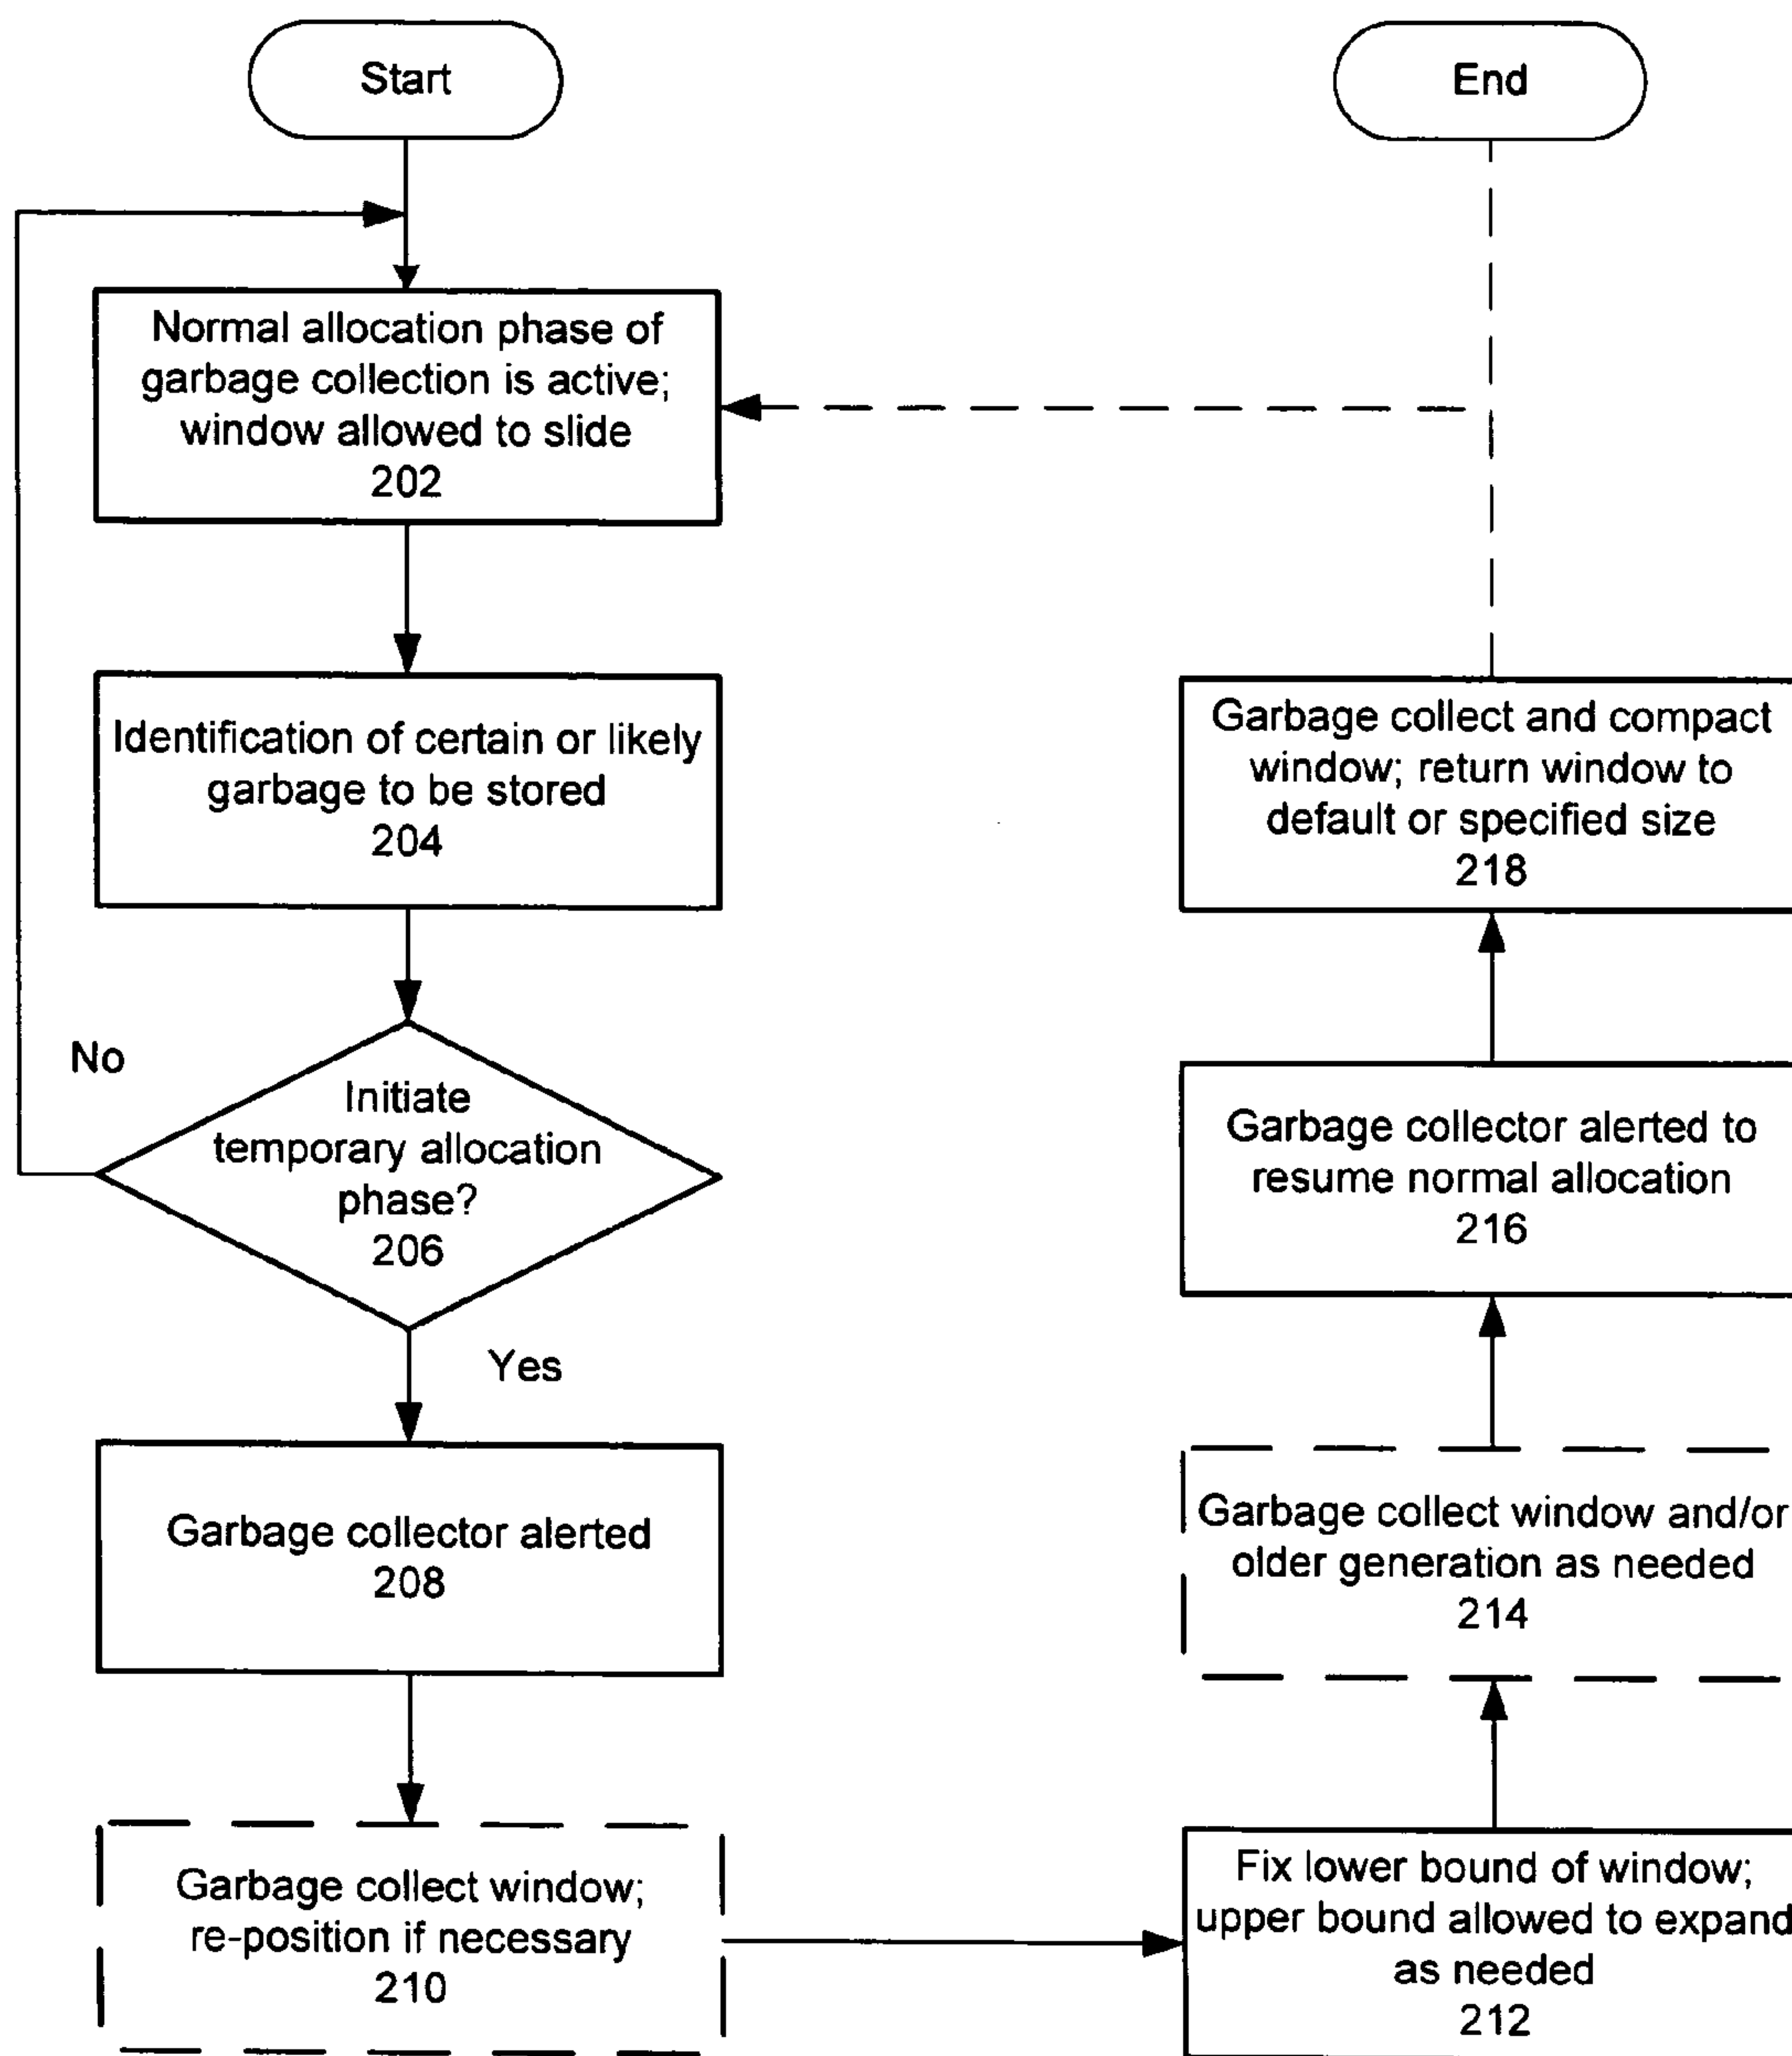 Start
Normal allocation phase of
garbage collection is active;
window allowed to slide
202
Identification of certain or likely
garbage to be stored
204
No
Initiate
temporary allocation
phase?
206
Yes
Garbage collector alerted
208
Garbage collect window;
re-position if necessary
210
Fix lower bound of window;
upper bound allowed to expand
as needed
212
Garbage collect window and/or
older generation as needed
214
Garbage collector alerted to
resume normal allocation
216
Garbage collect and compact
window; return window to
default or specified size
218
End